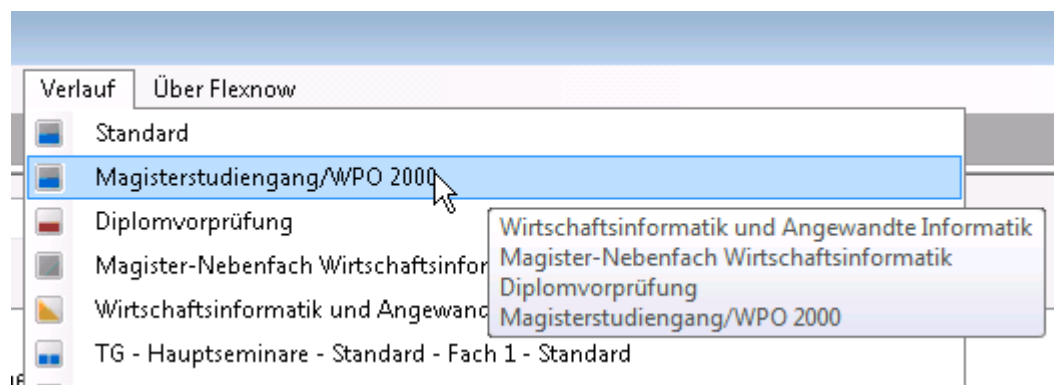 Verlauf Über Flexnow
Standard
Magisterstudiengang/WPO 2000
Diplomvorprüfung
Magister-Nebenfach Wirtschaftsinfor
Wirtschaftsinformatik und Angewand
TG - Hauptseminare - Standard - Fach 1 - Standard
Wirtschaftsinformatik und Angewandte Informatik
Magister-Nebenfach Wirtschaftsinformatik
Diplomvorprüfung
Magisterstudiengang/WPO 2000